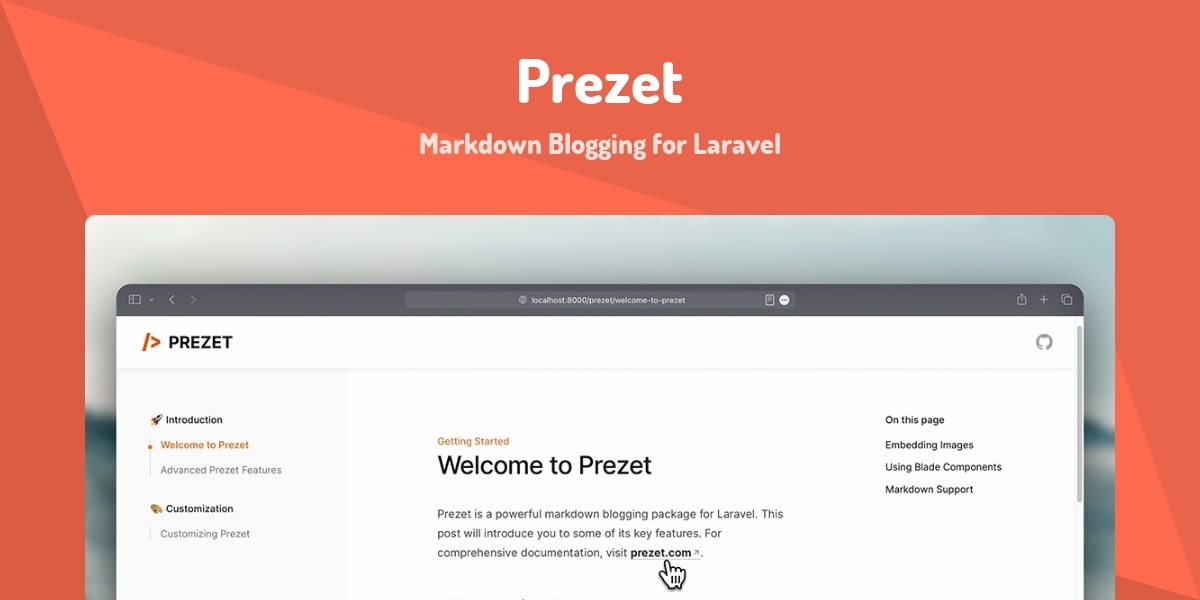 Prezet
Markdown Blogging for Laravel
localhost:8000/prezet/welcome-to-prezet
/> PREZET
🚀 Introduction
Welcome to Prezet
Advanced Prezet Features
🎨 Customization
Customizing Prezet
Getting Started
Welcome to Prezet
Prezet is a powerful markdown blogging package for Laravel. This
post will introduce you to some of its key features. For
comprehensive documentation, visit prezet.com↗.
On this page
Embedding Images
Using Blade Components
Markdown Support